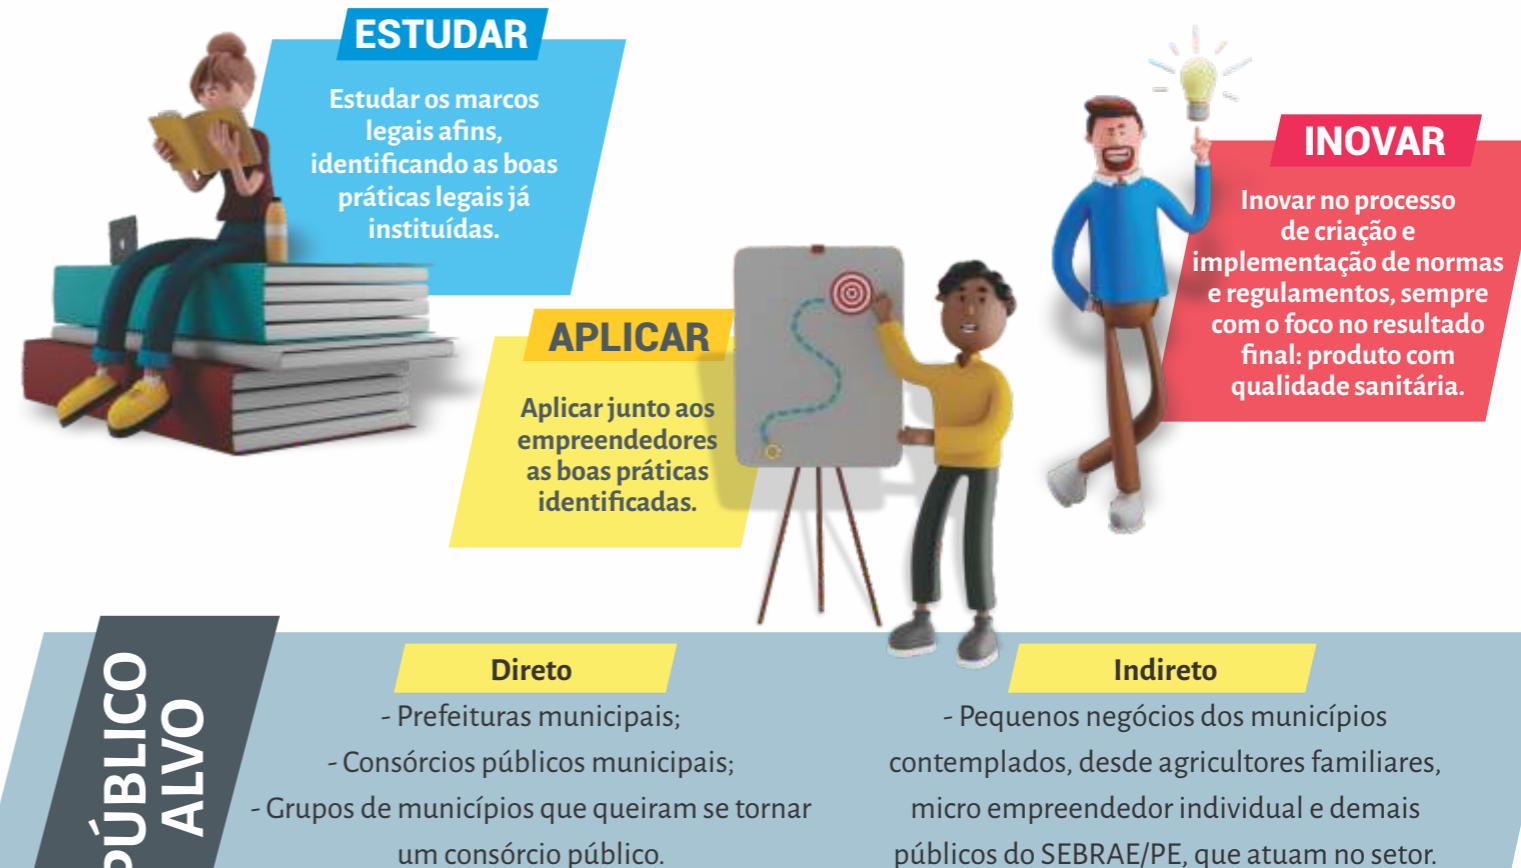 ESTUDAR
Estudar os marcos
legais afins,
identificando as boas
práticas legais já
instituídas.
APLICAR
Aplicar junto aos
empreendedores
as boas práticas
identificadas.
INOVAR
Inovar no processo
de criação e
implementação de normas
e regulamentos, sempre
com o foco no resultado
final: produto com
qualidade sanitária.
PÚBLICO
ALVO
Direto
- Prefeituras municipais;
- Consórcios públicos municipais;
- Grupos de municípios que queiram se tornar
um consórcio público.
Indireto
- Pequenos negócios dos municípios
contemplados, desde agricultores familiares,
micro empreendedor individual e demais
públicos do SEBRAE/PE, que atuam no setor.